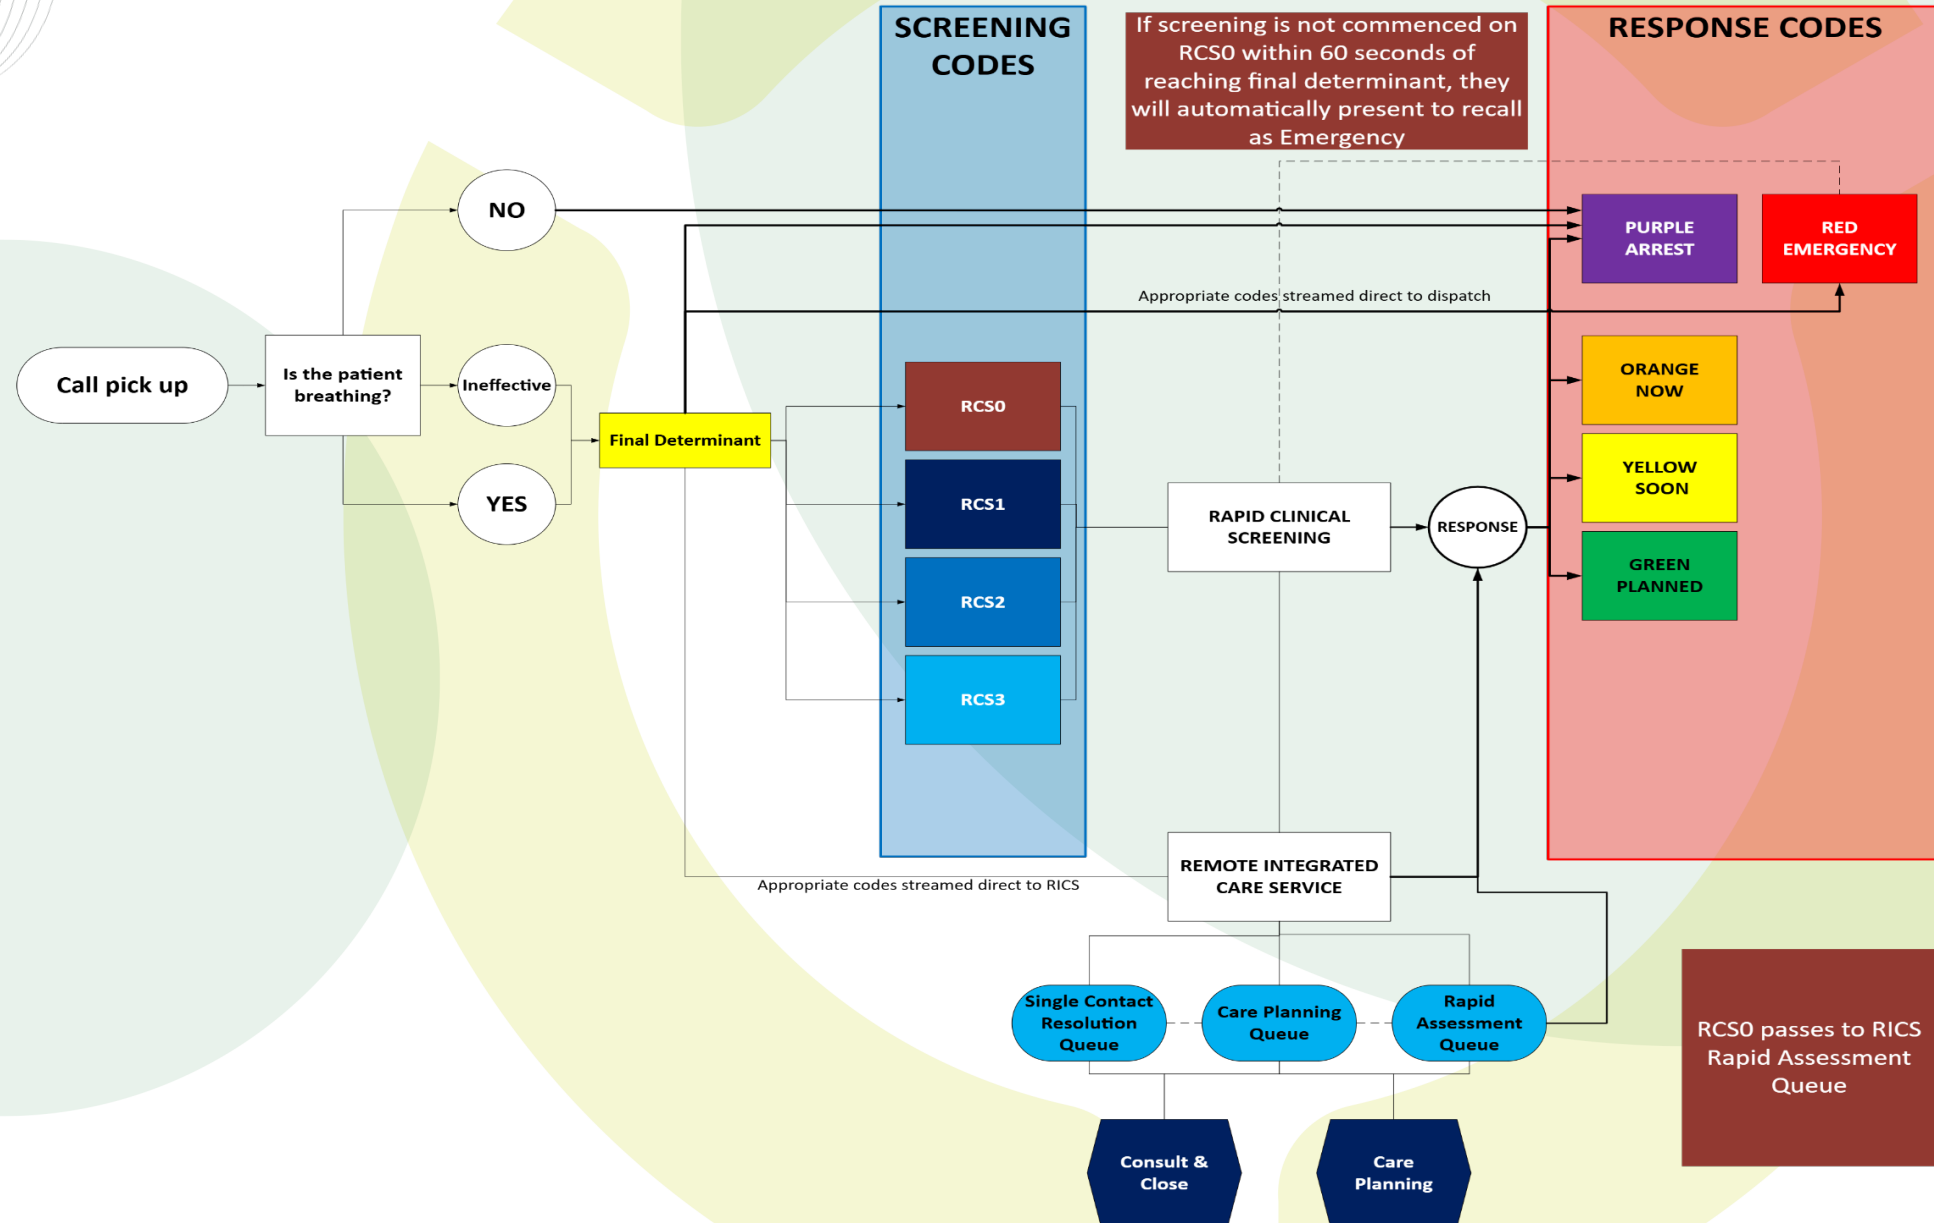 SCREENING
CODES
If screening is not commenced on
RCS0 within 60 seconds of
reaching final determinant, they
will automatically present to recall
as Emergency
RESPONSE CODES
NO
PURPLE
ARREST
RED
EMERGENCY
Appropriate codes streamed direct to dispatch
Call pick up
Is the patient
breathing?
Ineffective
YES
Final Determinant
RCS0
RCS1
RCS2
RCS3
RAPID CLINICAL
SCREENING
RESPONSE
ORANGE
NOW
YELLOW
SOON
GREEN
PLANNED
Appropriate codes streamed direct to RICS
REMOTE INTEGRATED
CARE SERVICE
Single Contact
Resolution
Queue
Care Planning
Queue
Rapid
Assessment
Queue
RCS0 passes to RICS
Rapid Assessment
Queue
Consult &
Close
Care
Planning